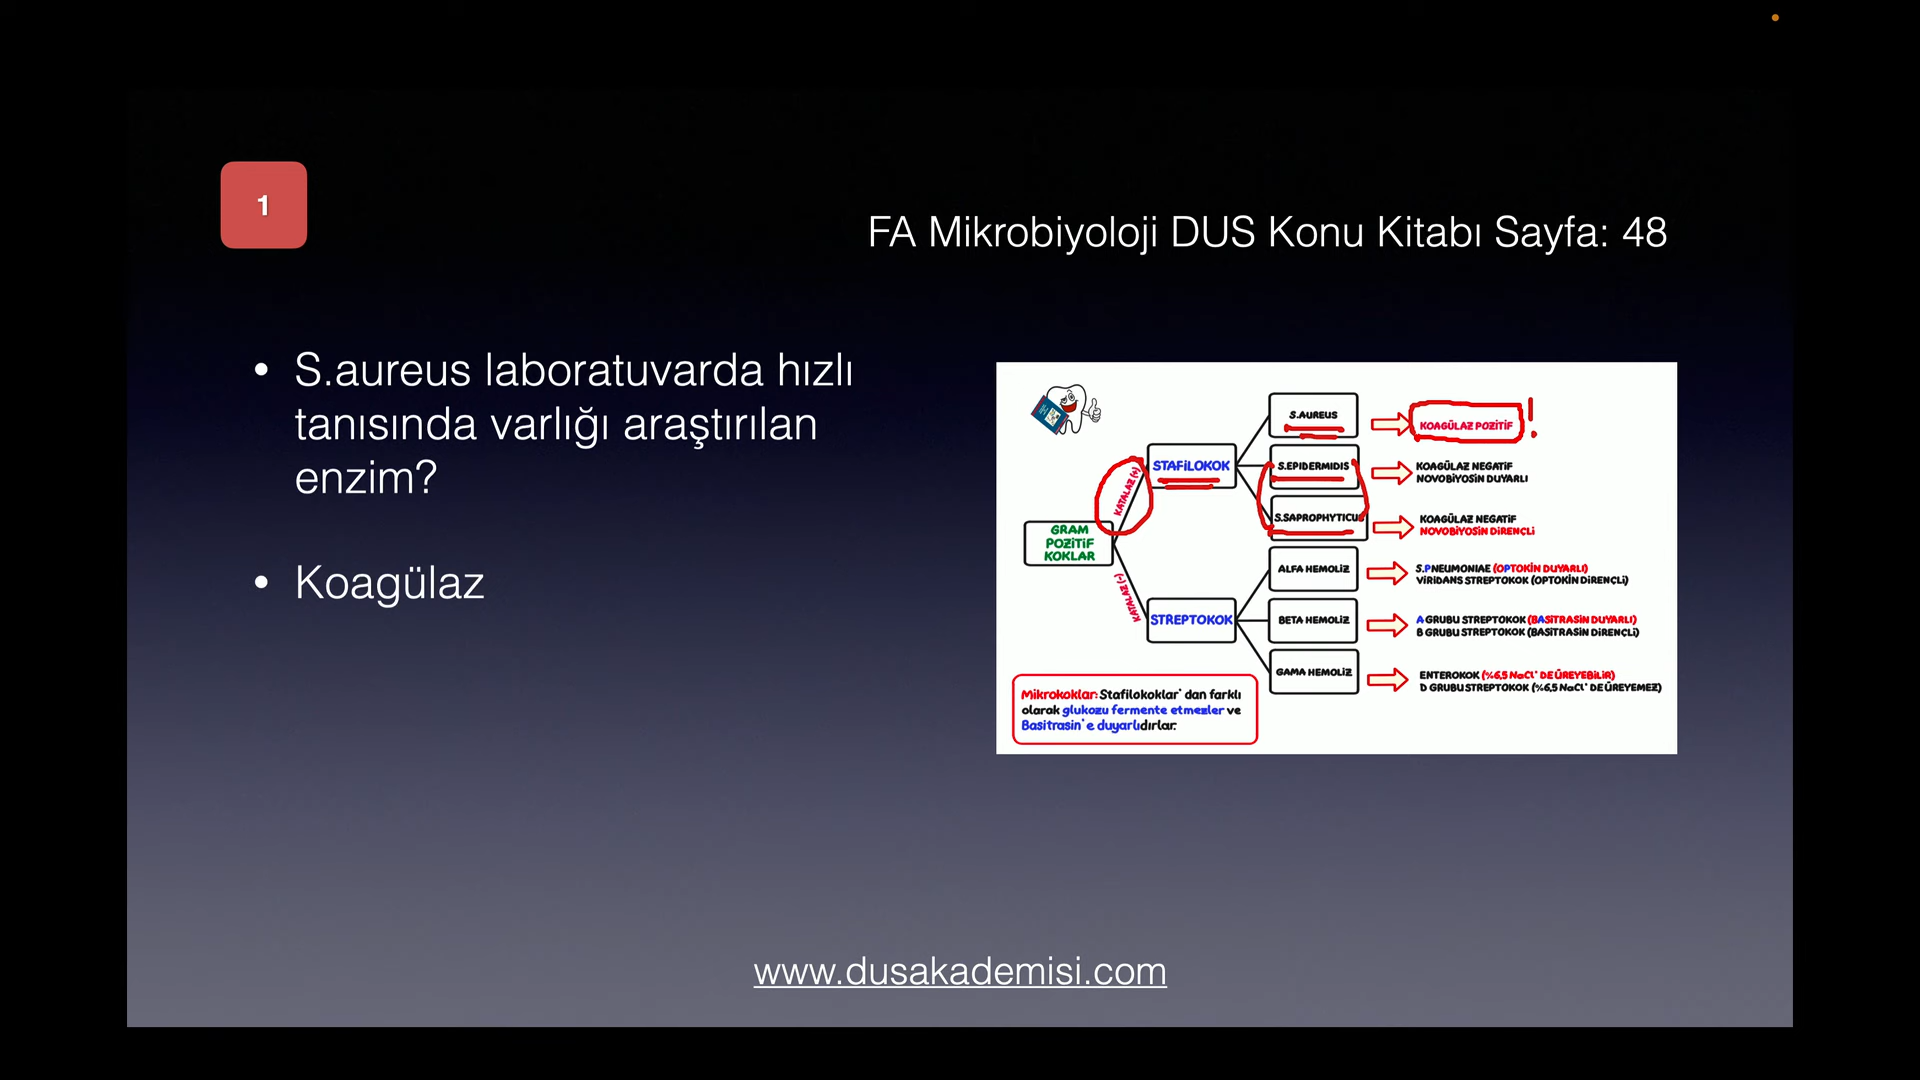 1
FA Mikrobiyoloji DUS Konu Kitabı Sayfa: 48
• S.aureus laboratuvarda hızlı
tanısında varlığı araştırılan
enzim?
• Koagülaz
GRAM
POZİTİF
KOKLAR
KATALAZ (+)
KATALAZ (-)
STAFİLOKOK
STREPTOKOK
S.AUREUS
KOAGÜLAZ POZİTİF
!
S.EPIDERMIDIS
KOAGÜLAZ NEGATİF
NOVOBİYOSİN DUYARLI
S.SAPROPHYTICUS
KOAGÜLAZ NEGATİF
NOVOBİYOSİN DİRENÇLİ
ALFA HEMOLİZ
S.PNEUMONIAE (OPTOKİN DUYARLI)
VİRİDANS STREPTOKOK (OPTOKİN DİRENÇLİ)
BETA HEMOLİZ
A GRUBU STREPTOKOK (BASİTRASİN DUYARLI)
B GRUBU STREPTOKOK (BASİTRASİN DİRENÇLİ)
GAMA HEMOLİZ
ENTEROKOK (%6,5 NaCl' DE ÜREYEBİLİR)
D GRUBU STREPTOKOK (%6,5 NaCl' DE ÜREYEMEZ)
Mikrokoklar: Stafilokoklar' dan farklı
olarak glukozu fermente etmezler ve
Basitrasin' e duyarlıdırlar.
www.dusakademisi.com